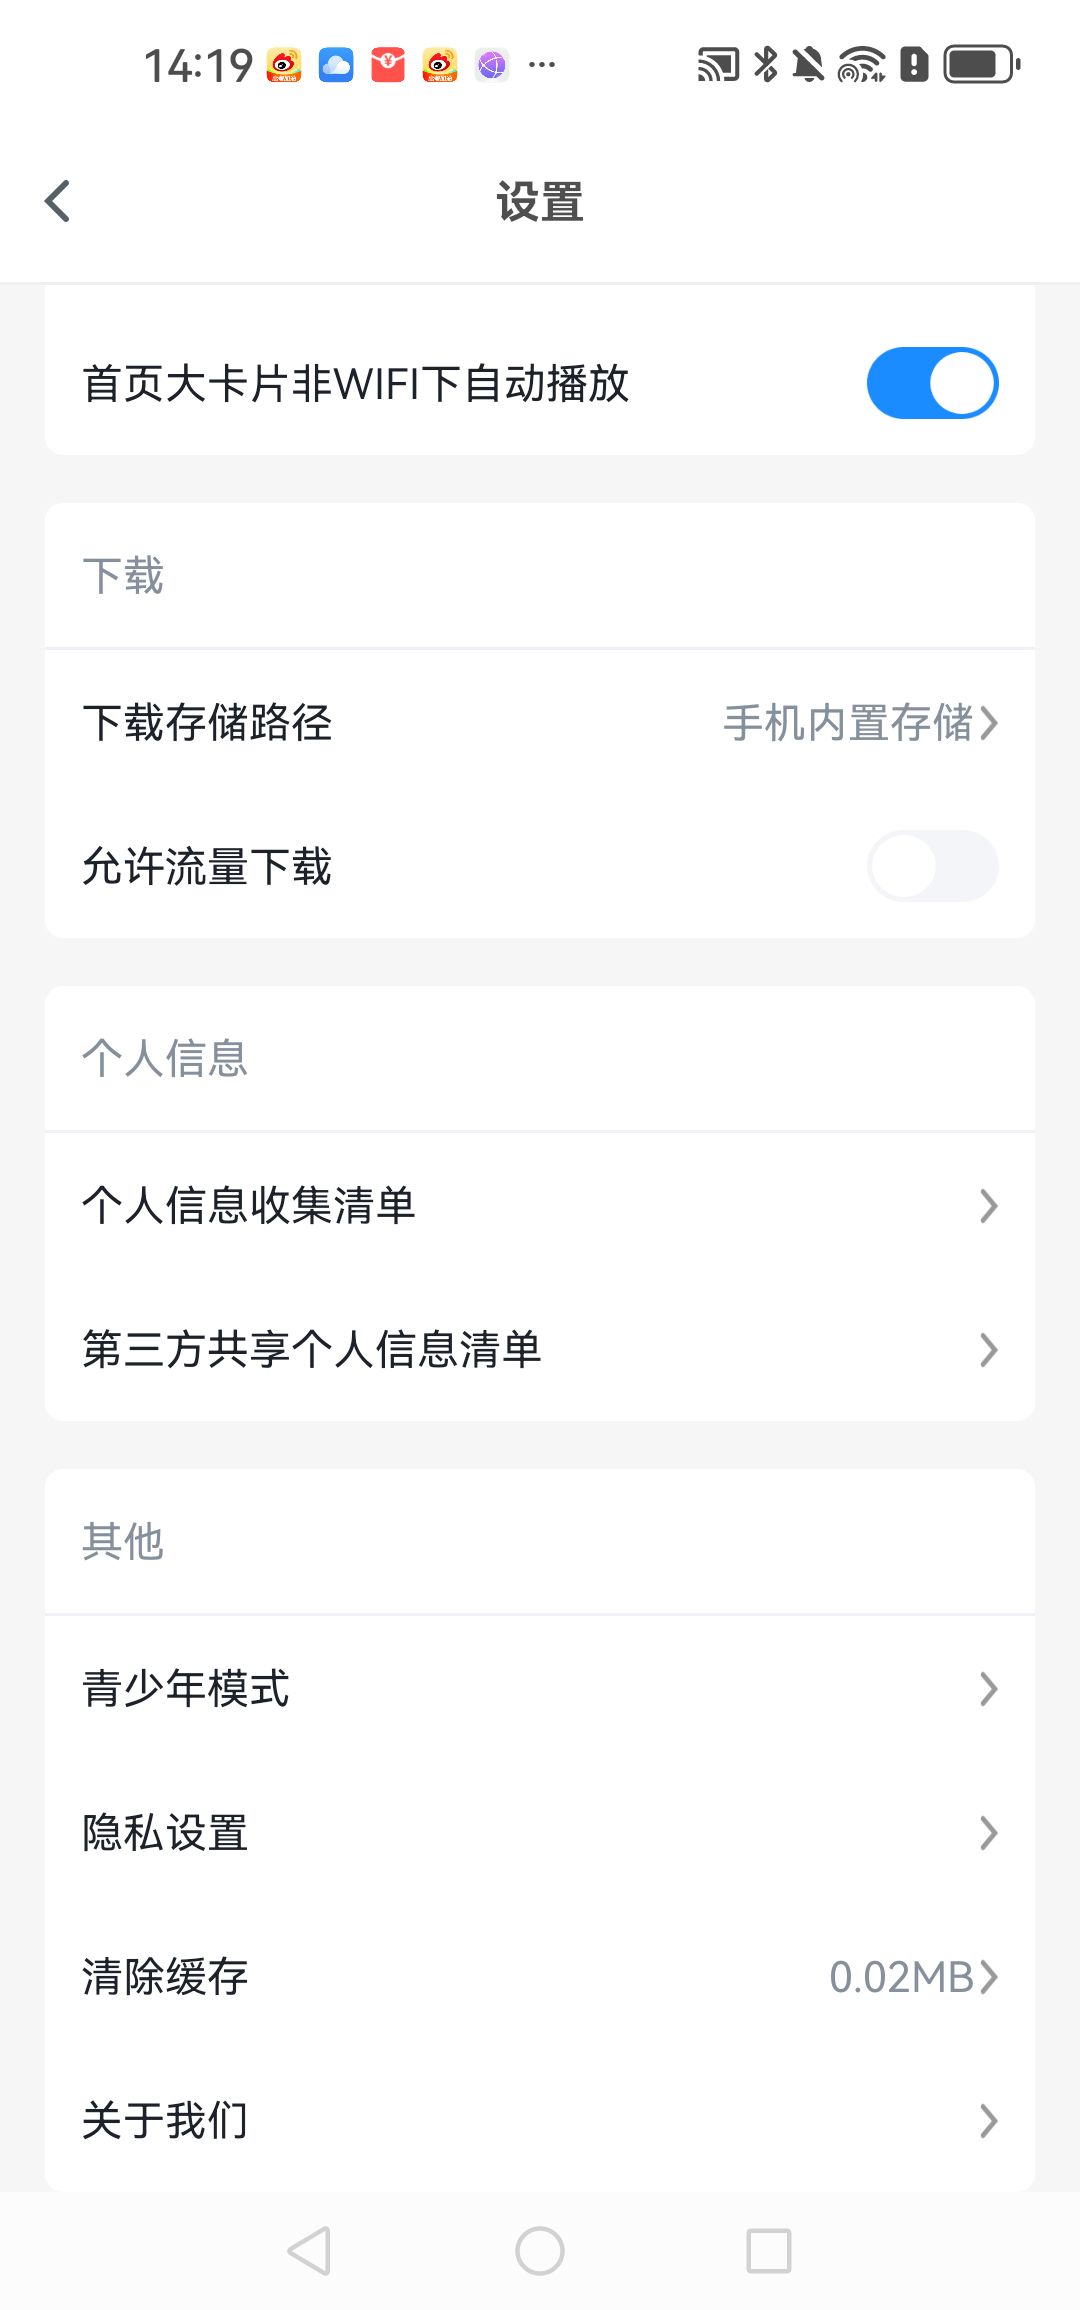 14:19
设置
首页大卡片非WIFI下自动播放
下载
下载存储路径 手机内置存储
允许流量下载
个人信息
个人信息收集清单
第三方共享个人信息清单
其他
青少年模式
隐私设置
清除缓存 0.02MB
关于我们